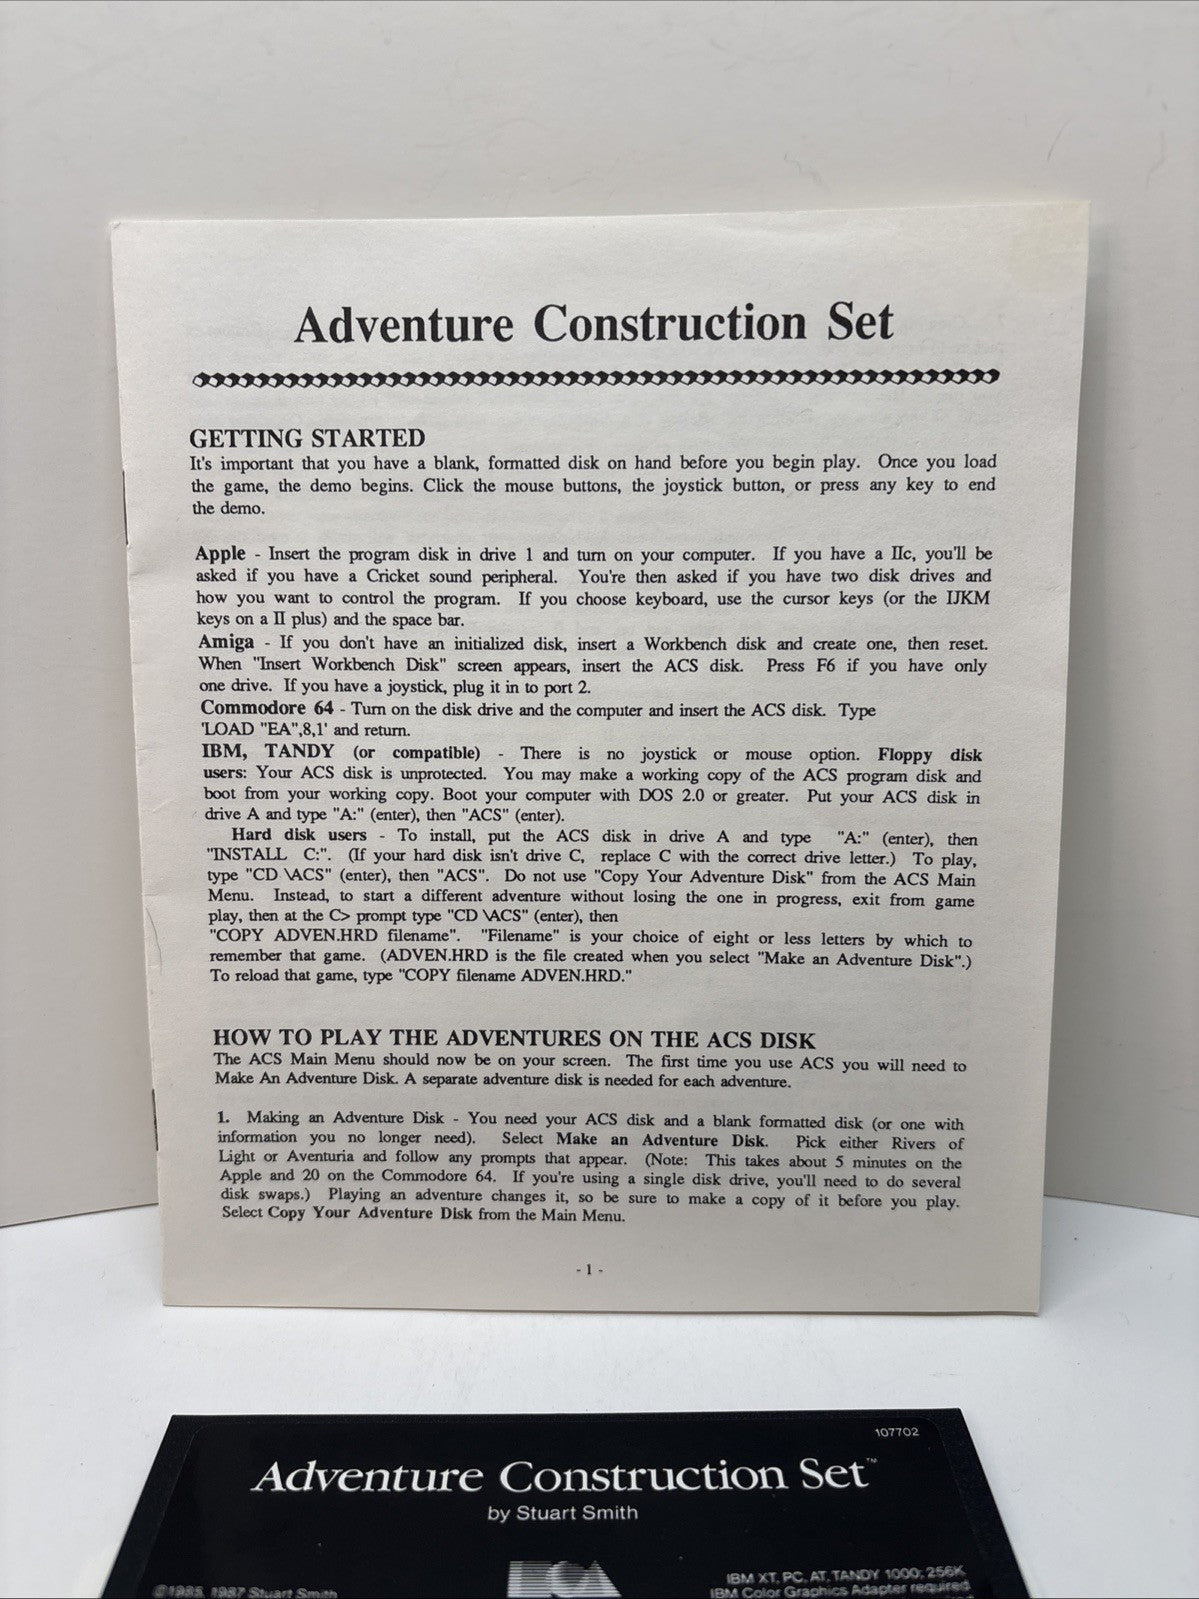 Adventure Construction Set
GETTING STARTED
It's important that you have a blank, formatted disk on hand before you begin play. Once you load
the game, the demo begins. Click the mouse buttons, the joystick button, or press any key to end
the demo.
Apple - Insert the program disk in drive 1 and turn on your computer. If you have a IIc, you'll be
asked if you have a Cricket sound peripheral. You're then asked if you have two disk drives and
how you want to control the program. If you choose keyboard, use the cursor keys (or the IJKM
keys on a II plus) and the space bar.
Amiga - If you don't have an initialized disk, insert a Workbench disk and create one, then reset.
When "Insert Workbench Disk" screen appears, insert the ACS disk. Press F6 if you have only
one drive. If you have a joystick, plug it in to port 2.
Commodore 64 - Turn on the disk drive and the computer and insert the ACS disk. Type
'LOAD "EA",8,1' and return.
IBM, TANDY (or compatible) - There is no joystick or mouse option. Floppy disk
users: Your ACS disk is unprotected. You may make a working copy of the ACS program disk and
boot from your working copy. Boot your computer with DOS 2.0 or greater. Put your ACS disk in
drive A and type "A:" (enter), then "ACS" (enter).
Hard disk users - To install, put the ACS disk in drive A and type "A:" (enter), then
"INSTALL C:". (If your hard disk isn't drive C, replace C with the correct drive letter.) To play,
type "CD \ACS" (enter), then "ACS". Do not use "Copy Your Adventure Disk" from the ACS Main
Menu. Instead, to start a different adventure without losing the one in progress, exit from game
play, then at the C> prompt type "CD \ACS" (enter), then
"COPY ADVEN.HRD filename". "Filename" is your choice of eight or less letters by which to
remember that game. (ADVEN.HRD is the file created when you select "Make an Adventure Disk".)
To reload that game, type "COPY filename ADVEN.HRD."
HOW TO PLAY THE ADVENTURES ON THE ACS DISK
The ACS Main Menu should now be on your screen. The first time you use ACS you will need to
Make An Adventure Disk. A separate adventure disk is needed for each adventure.
1. Making an Adventure Disk - You need your ACS disk and a blank formatted disk (or one with
information you no longer need). Select Make an Adventure Disk. Pick either Rivers of
Light or Aventuria and follow any prompts that appear. (Note: This takes about 5 minutes on the
Apple and 20 on the Commodore 64. If you're using a single disk drive, you'll need to do several
disk swaps.) Playing an adventure changes it, so be sure to make a copy of it before you play.
Select Copy Your Adventure Disk from the Main Menu.
- 1 -
107702
Adventure Construction Set™
by Stuart Smith
©1985, 1987 Stuart Smith
IBM XT, PC, AT, TANDY 1000; 256K
IBM Color Graphics Adapter required